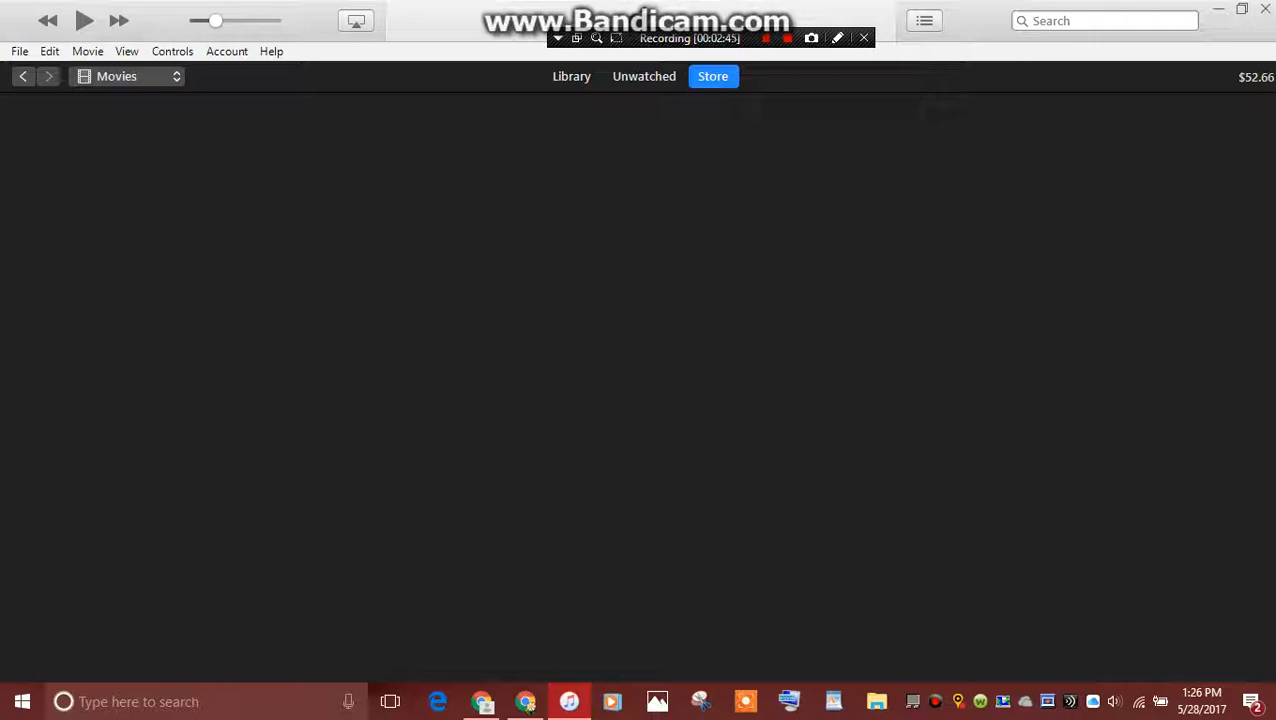 www.Bandicam.com
Search
Recording [00:02:45]
File Edit Movie View Controls Account Help
Movies Library Unwatched Store $52.66
Type here to search
1:26 PM
5/28/2017
2